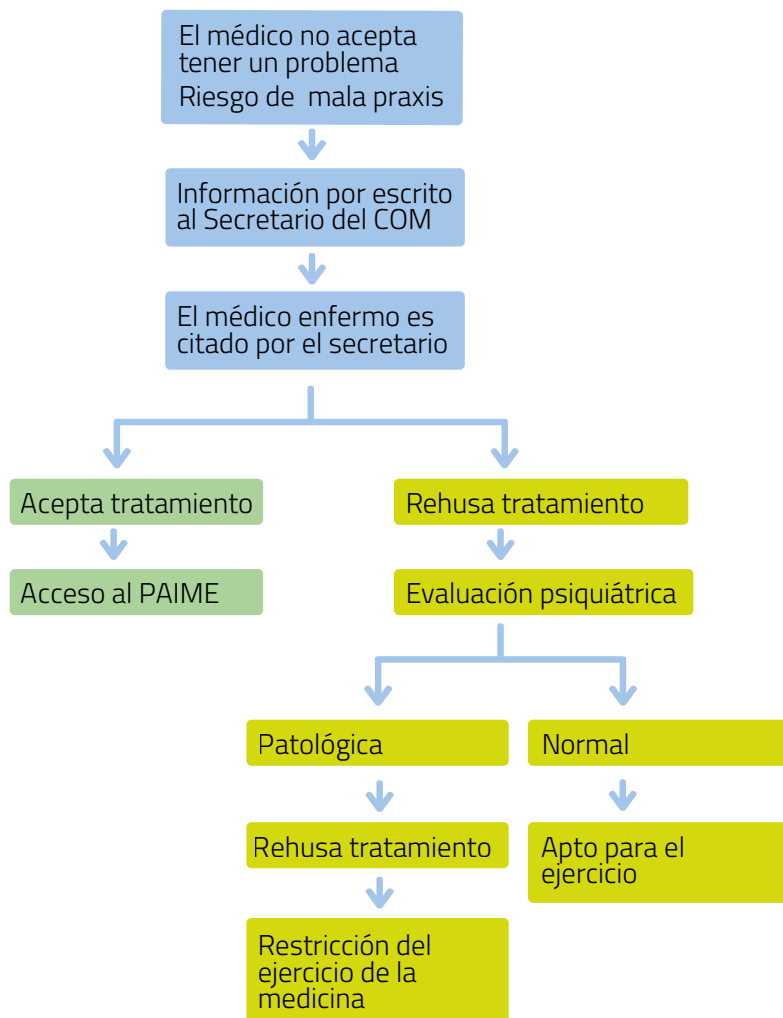 El médico no acepta
tener un problema
Riesgo de mala praxis
Información por escrito
al Secretario del COM
El médico enfermo es
citado por el secretario
Acepta tratamiento
Rehusa tratamiento
Acceso al PAIME
Evaluación psiquiátrica
Patológica
Normal
Rehusa tratamiento
Apto para el
ejercicio
Restricción del
ejercicio de la
medicina